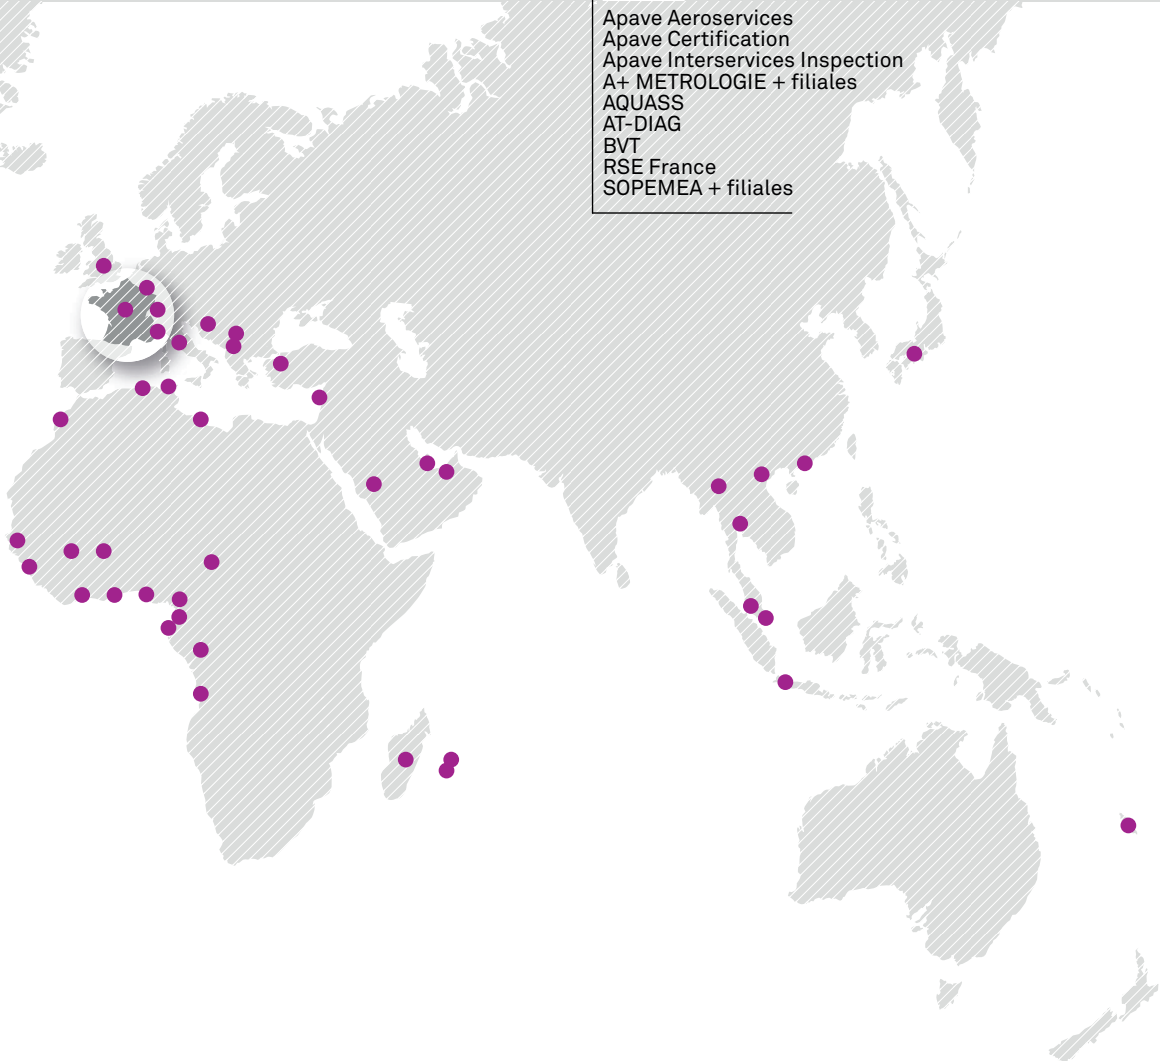 Apave Aeroservices
Apave Certification
Apave Interservices Inspection
A+ METROLOGIE + filiales
AQUASS
AT-DIAG
BVT
RSE France
SOPEMEA + filiales